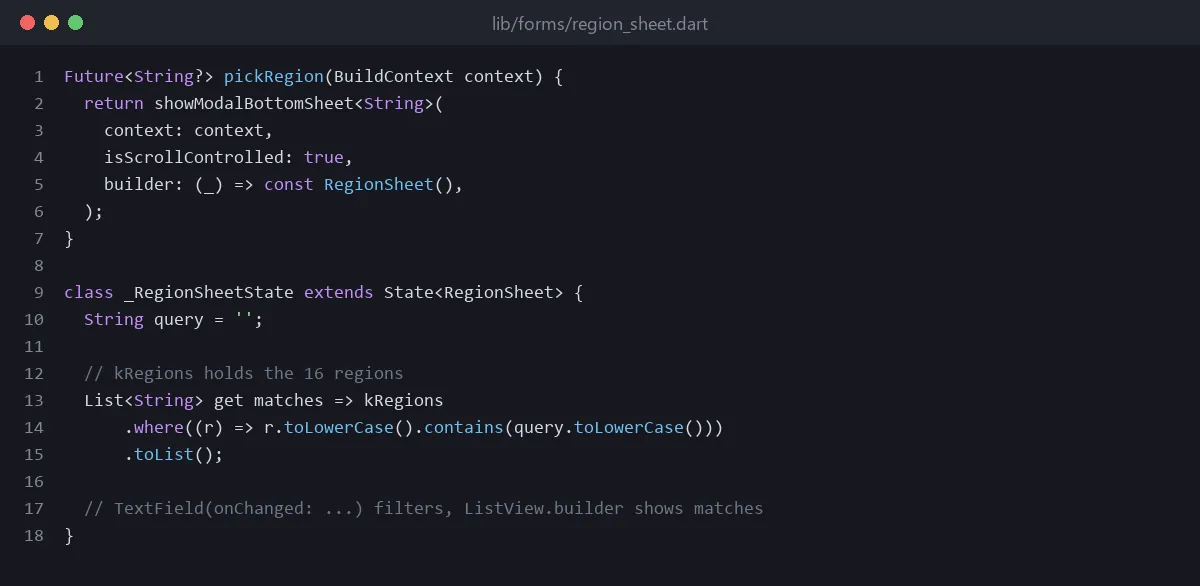 lib/forms/region_sheet.dart
1 Future<String?> pickRegion(BuildContext context) {
2   return showModalBottomSheet<String>(
3     context: context,
4     isScrollControlled: true,
5     builder: (_) => const RegionSheet(),
6   );
7 }
8
9 class _RegionSheetState extends State<RegionSheet> {
10   String query = '';
11
12   // kRegions holds the 16 regions
13   List<String> get matches => kRegions
14       .where((r) => r.toLowerCase().contains(query.toLowerCase()))
15       .toList();
16
17   // TextField(onChanged: ...) filters, ListView.builder shows matches
18 }